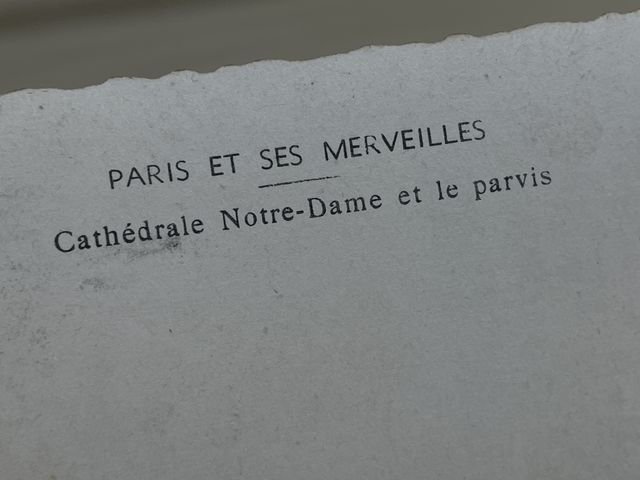 PARIS ET SES MERVEILLES
Cathédrale Notre-Dame et le parvis